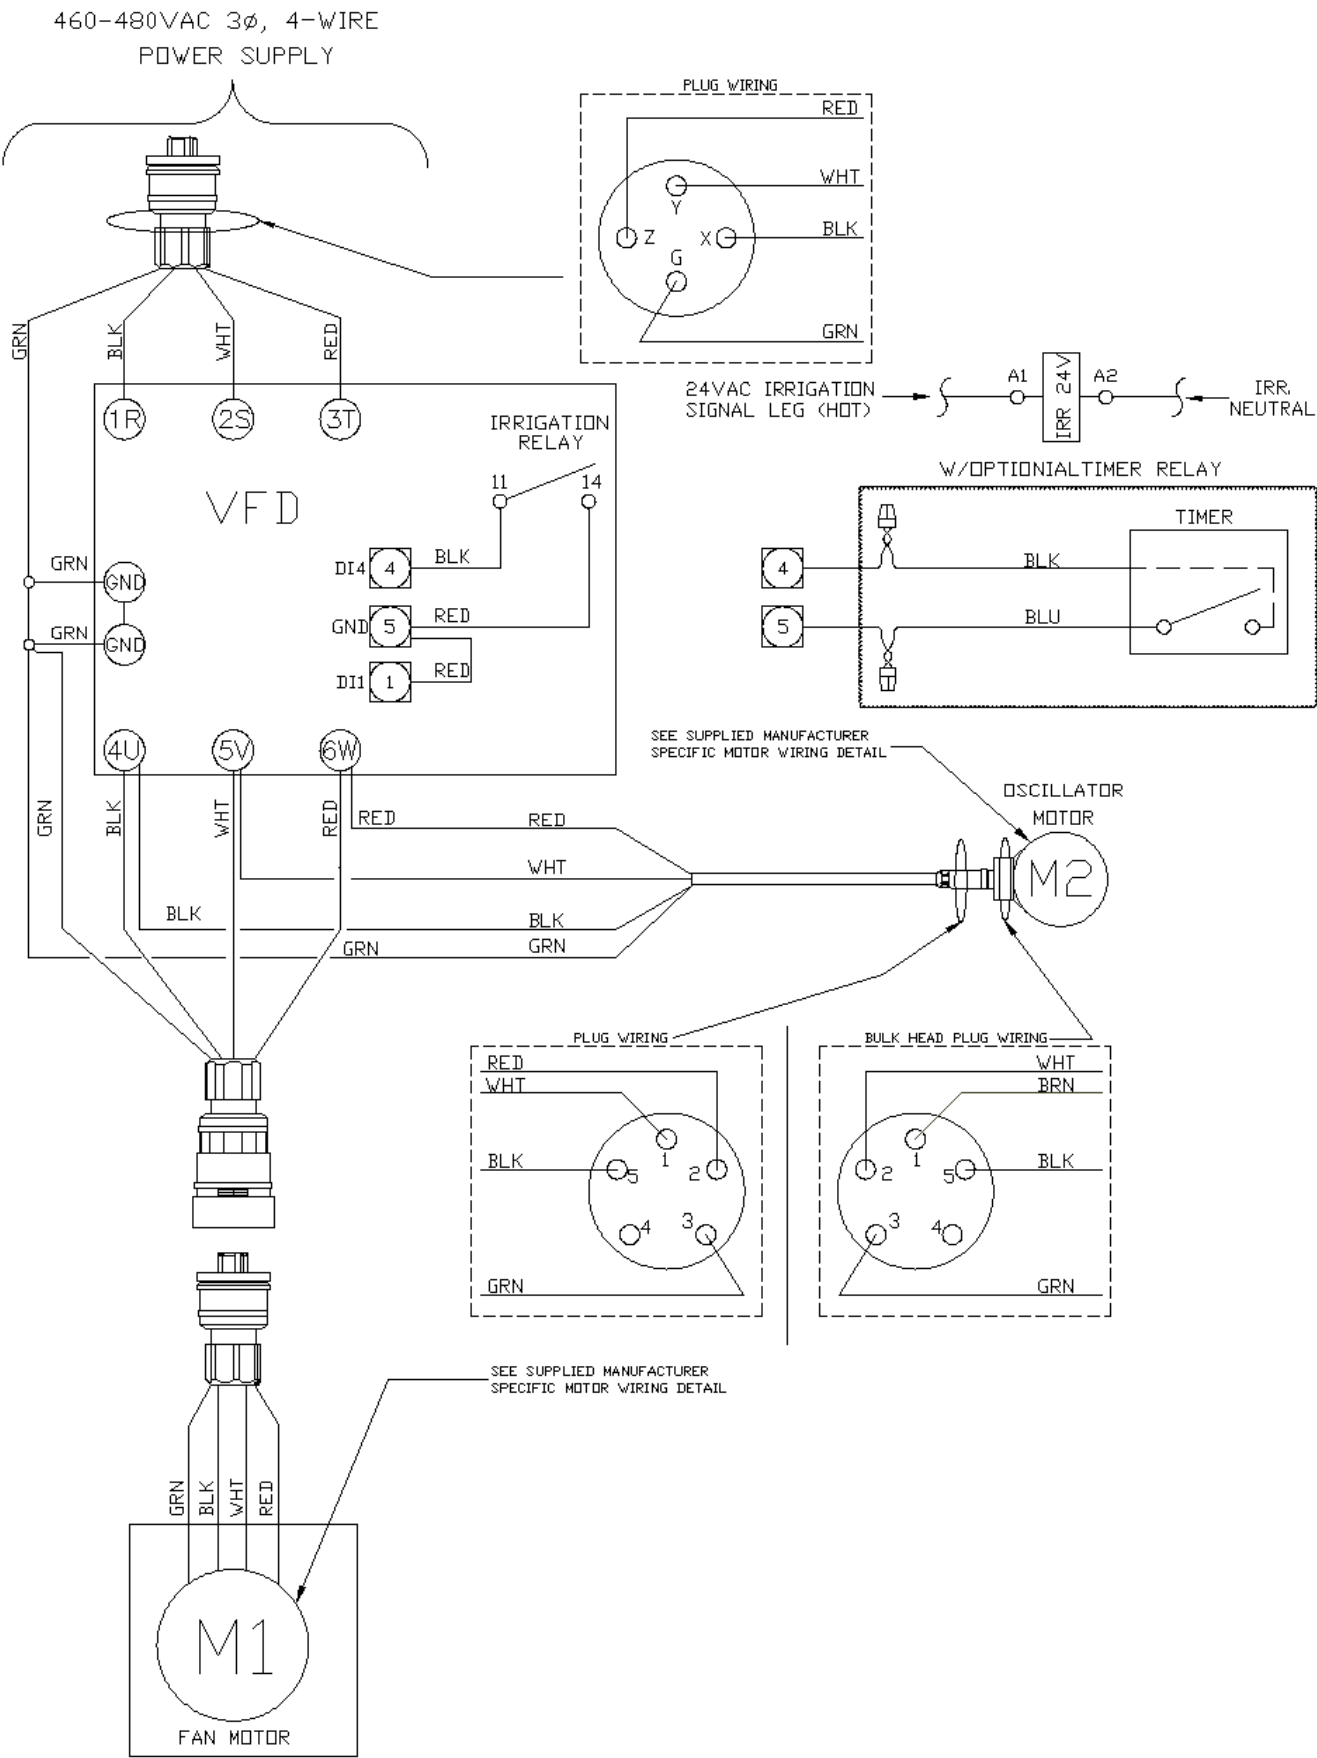 460-480VAC 3ø, 4-WIRE
POWER SUPPLY
PLUG WIRING
RED
WHT
Y
BLK
Z
X
G
GRN
GRN
BLK
WHT
RED
24VAC IRRIGATION
SIGNAL LEG (HOT)
A1
IRR 24V
A2
IRR.
NEUTRAL
1R
2S
3T
IRRIGATION
RELAY
VFD
11
14
W/OPTIONIALTIMER RELAY
TIMER
GRN
GND
DI4
4
BLK
4
BLK
GRN
GND
GND
5
RED
5
BLU
DI1
1
RED
4U
5V
6W
SEE SUPPLIED MANUFACTURER
SPECIFIC MOTOR WIRING DETAIL
OSCILLATOR
MOTOR
M2
GRN
BLK
WHT
RED
RED
RED
WHT
BLK
BLK
GRN
GRN
PLUG WIRING
RED
WHT
1
BLK
5
2
4
3
GRN
BULK HEAD PLUG WIRING
WHT
BRN
1
BLK
2
5
3
4
GRN
SEE SUPPLIED MANUFACTURER
SPECIFIC MOTOR WIRING DETAIL
GRN
BLK
WHT
RED
M1
FAN MOTOR